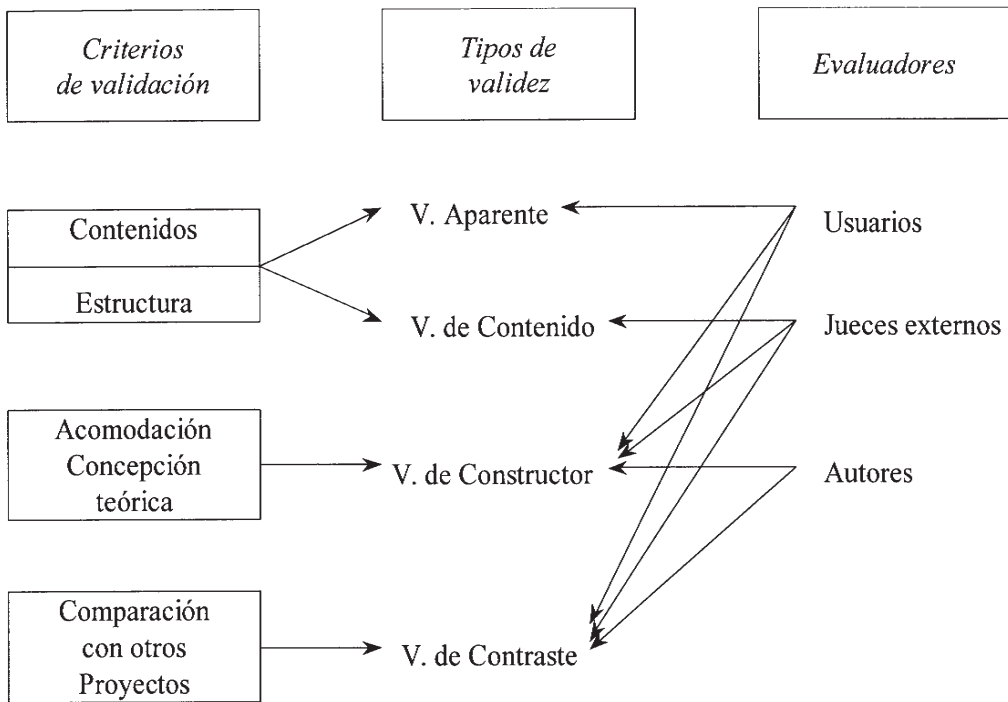 Criterios
de validación
Tipos de
validez
Evaluadores
Contenidos
Estructura
V. Aparente
V. de Contenido
Usuarios
Jueces externos
Acomodación
Concepción
teórica
V. de Constructor
Autores
Comparación
con otros
Proyectos
V. de Contraste